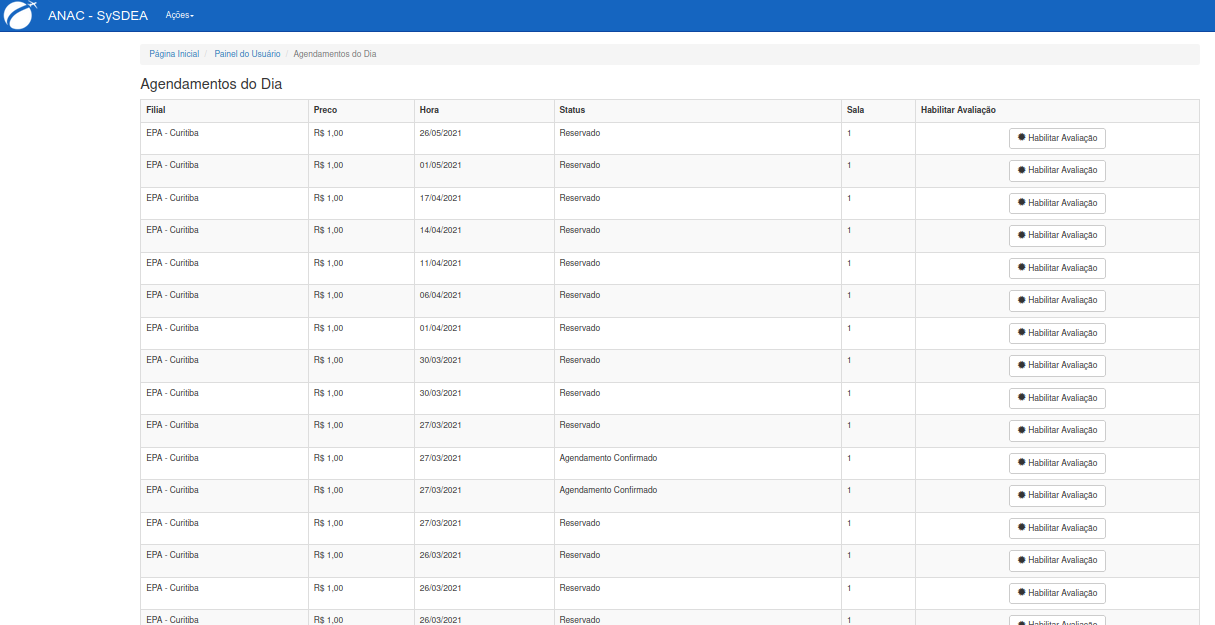 ANAC - SySDEA Ações
Página Inicial / Painel do Usuário / Agendamentos do Dia
Agendamentos do Dia
Filial Preco Hora Status Sala Habilitar Avaliação
EPA - Curitiba R$ 1,00 26/05/2021 Reservado 1 Habilitar Avaliação
EPA - Curitiba R$ 1,00 01/05/2021 Reservado 1 Habilitar Avaliação
EPA - Curitiba R$ 1,00 17/04/2021 Reservado 1 Habilitar Avaliação
EPA - Curitiba R$ 1,00 14/04/2021 Reservado 1 Habilitar Avaliação
EPA - Curitiba R$ 1,00 11/04/2021 Reservado 1 Habilitar Avaliação
EPA - Curitiba R$ 1,00 06/04/2021 Reservado 1 Habilitar Avaliação
EPA - Curitiba R$ 1,00 01/04/2021 Reservado 1 Habilitar Avaliação
EPA - Curitiba R$ 1,00 30/03/2021 Reservado 1 Habilitar Avaliação
EPA - Curitiba R$ 1,00 30/03/2021 Reservado 1 Habilitar Avaliação
EPA - Curitiba R$ 1,00 27/03/2021 Reservado 1 Habilitar Avaliação
EPA - Curitiba R$ 1,00 27/03/2021 Agendamento Confirmado 1 Habilitar Avaliação
EPA - Curitiba R$ 1,00 27/03/2021 Agendamento Confirmado 1 Habilitar Avaliação
EPA - Curitiba R$ 1,00 27/03/2021 Reservado 1 Habilitar Avaliação
EPA - Curitiba R$ 1,00 26/03/2021 Reservado 1 Habilitar Avaliação
EPA - Curitiba R$ 1,00 26/03/2021 Reservado 1 Habilitar Avaliação
EPA - Curitiba R$ 1,00 26/03/2021 Reservado 1 Habilitar Avaliação